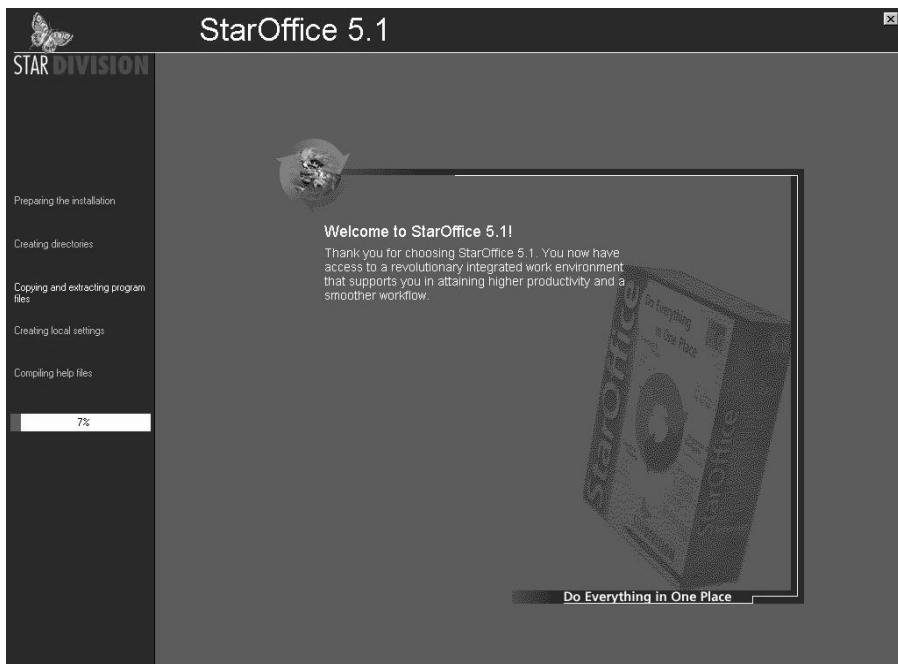 StarOffice 5.1
STAR DIVISION
Preparing the installation
Creating directories
Copying and extracting program
files
Creating local settings
Compiling help files
7%
Welcome to StarOffice 5.1!
Thank you for choosing StarOffice 5.1. You now have
access to a revolutionary integrated work environment
that supports you in attaining higher productivity and a
smoother workflow.
Do Everything
in One Place
StarOffice
StarOffice
Do Everything in One Place